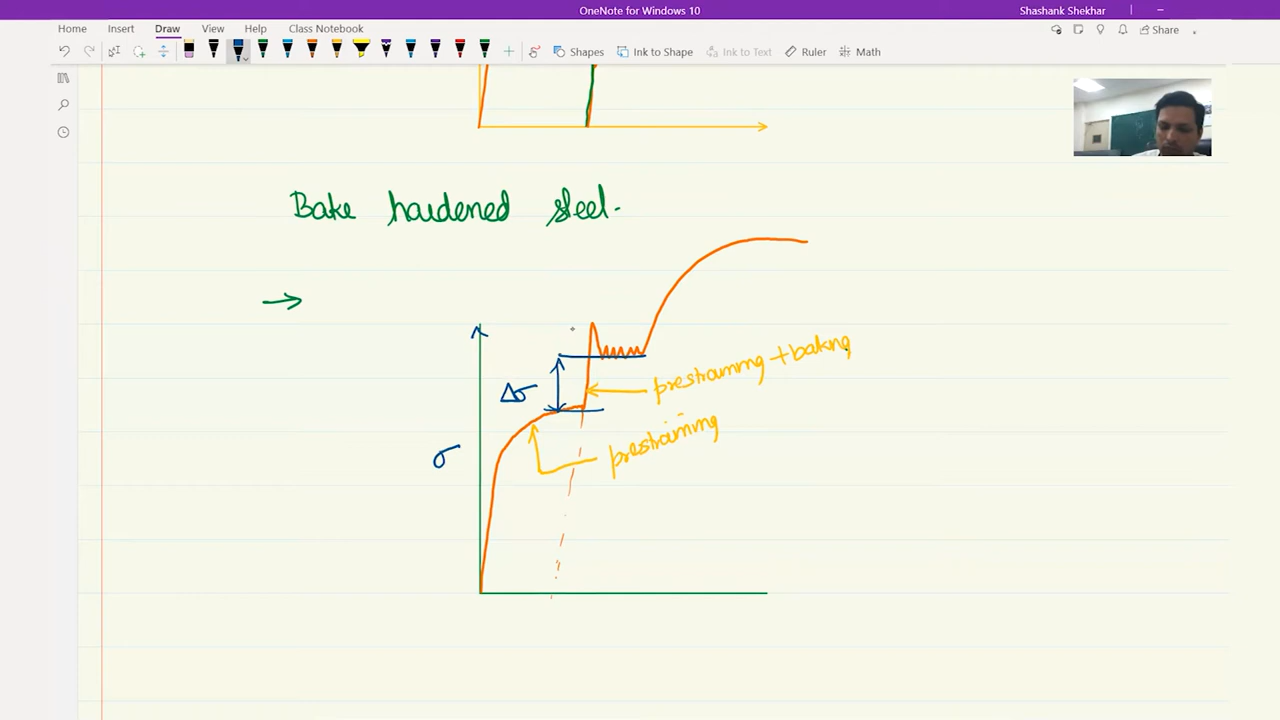 OneNote for Windows 10
Shashank Shekhar
Home Insert Draw View Help Class Notebook
Share
Shapes Ink to Shape Ink to Text Ruler Math
Bake hardened steel.
prestraining + baking
Δσ
prestraining
σ